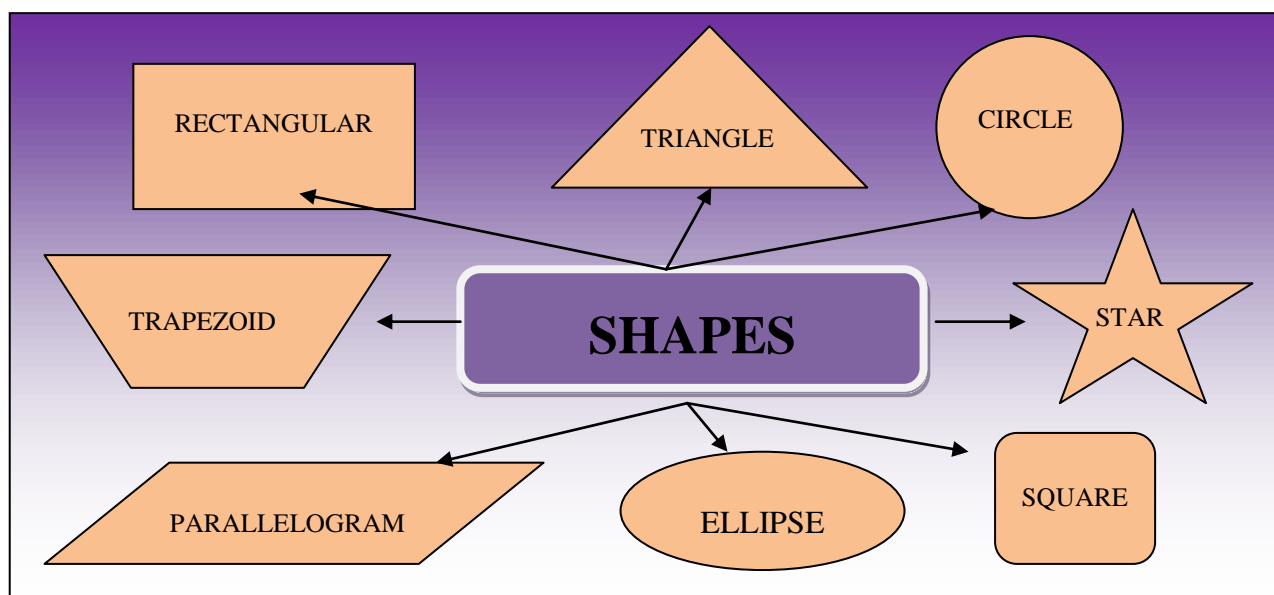 RECTANGULAR
TRIANGLE
CIRCLE
TRAPEZOID
SHAPES
STAR
PARALLELOGRAM
ELLIPSE
SQUARE